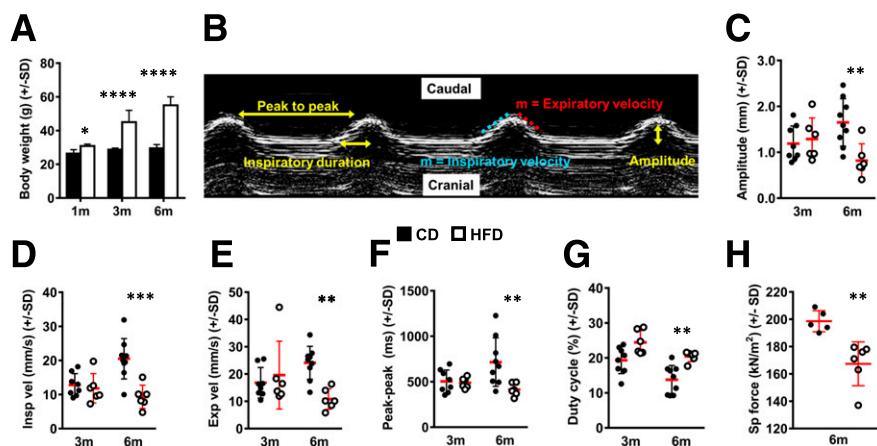 A
Body weight (g) (+/-SD)
80
60
40
20
0
*
****
****
1m 3m 6m
B
Caudal
Peak to peak
m = Expiratory velocity
Inspiratory duration
m = Inspiratory velocity
Amplitude
Cranial
C
Amplitude (mm) (+/-SD)
3.0
2.0
1.0
0.0
**
3m 6m
CD HFD
D
Insp vel (mm/s) (+/-SD)
40
30
20
10
0
***
3m 6m
E
Exp vel (mm/s) (+/-SD)
50
40
30
20
10
0
**
3m 6m
F
Peak-peak (ms) (+/-SD)
1500
1000
500
0
**
3m 6m
G
Duty cycle (%) (+/-SD)
40
30
20
10
0
**
3m 6m
H
Sp force (kN/m²) (+/- SD)
220
200
180
160
140
120
**
6m